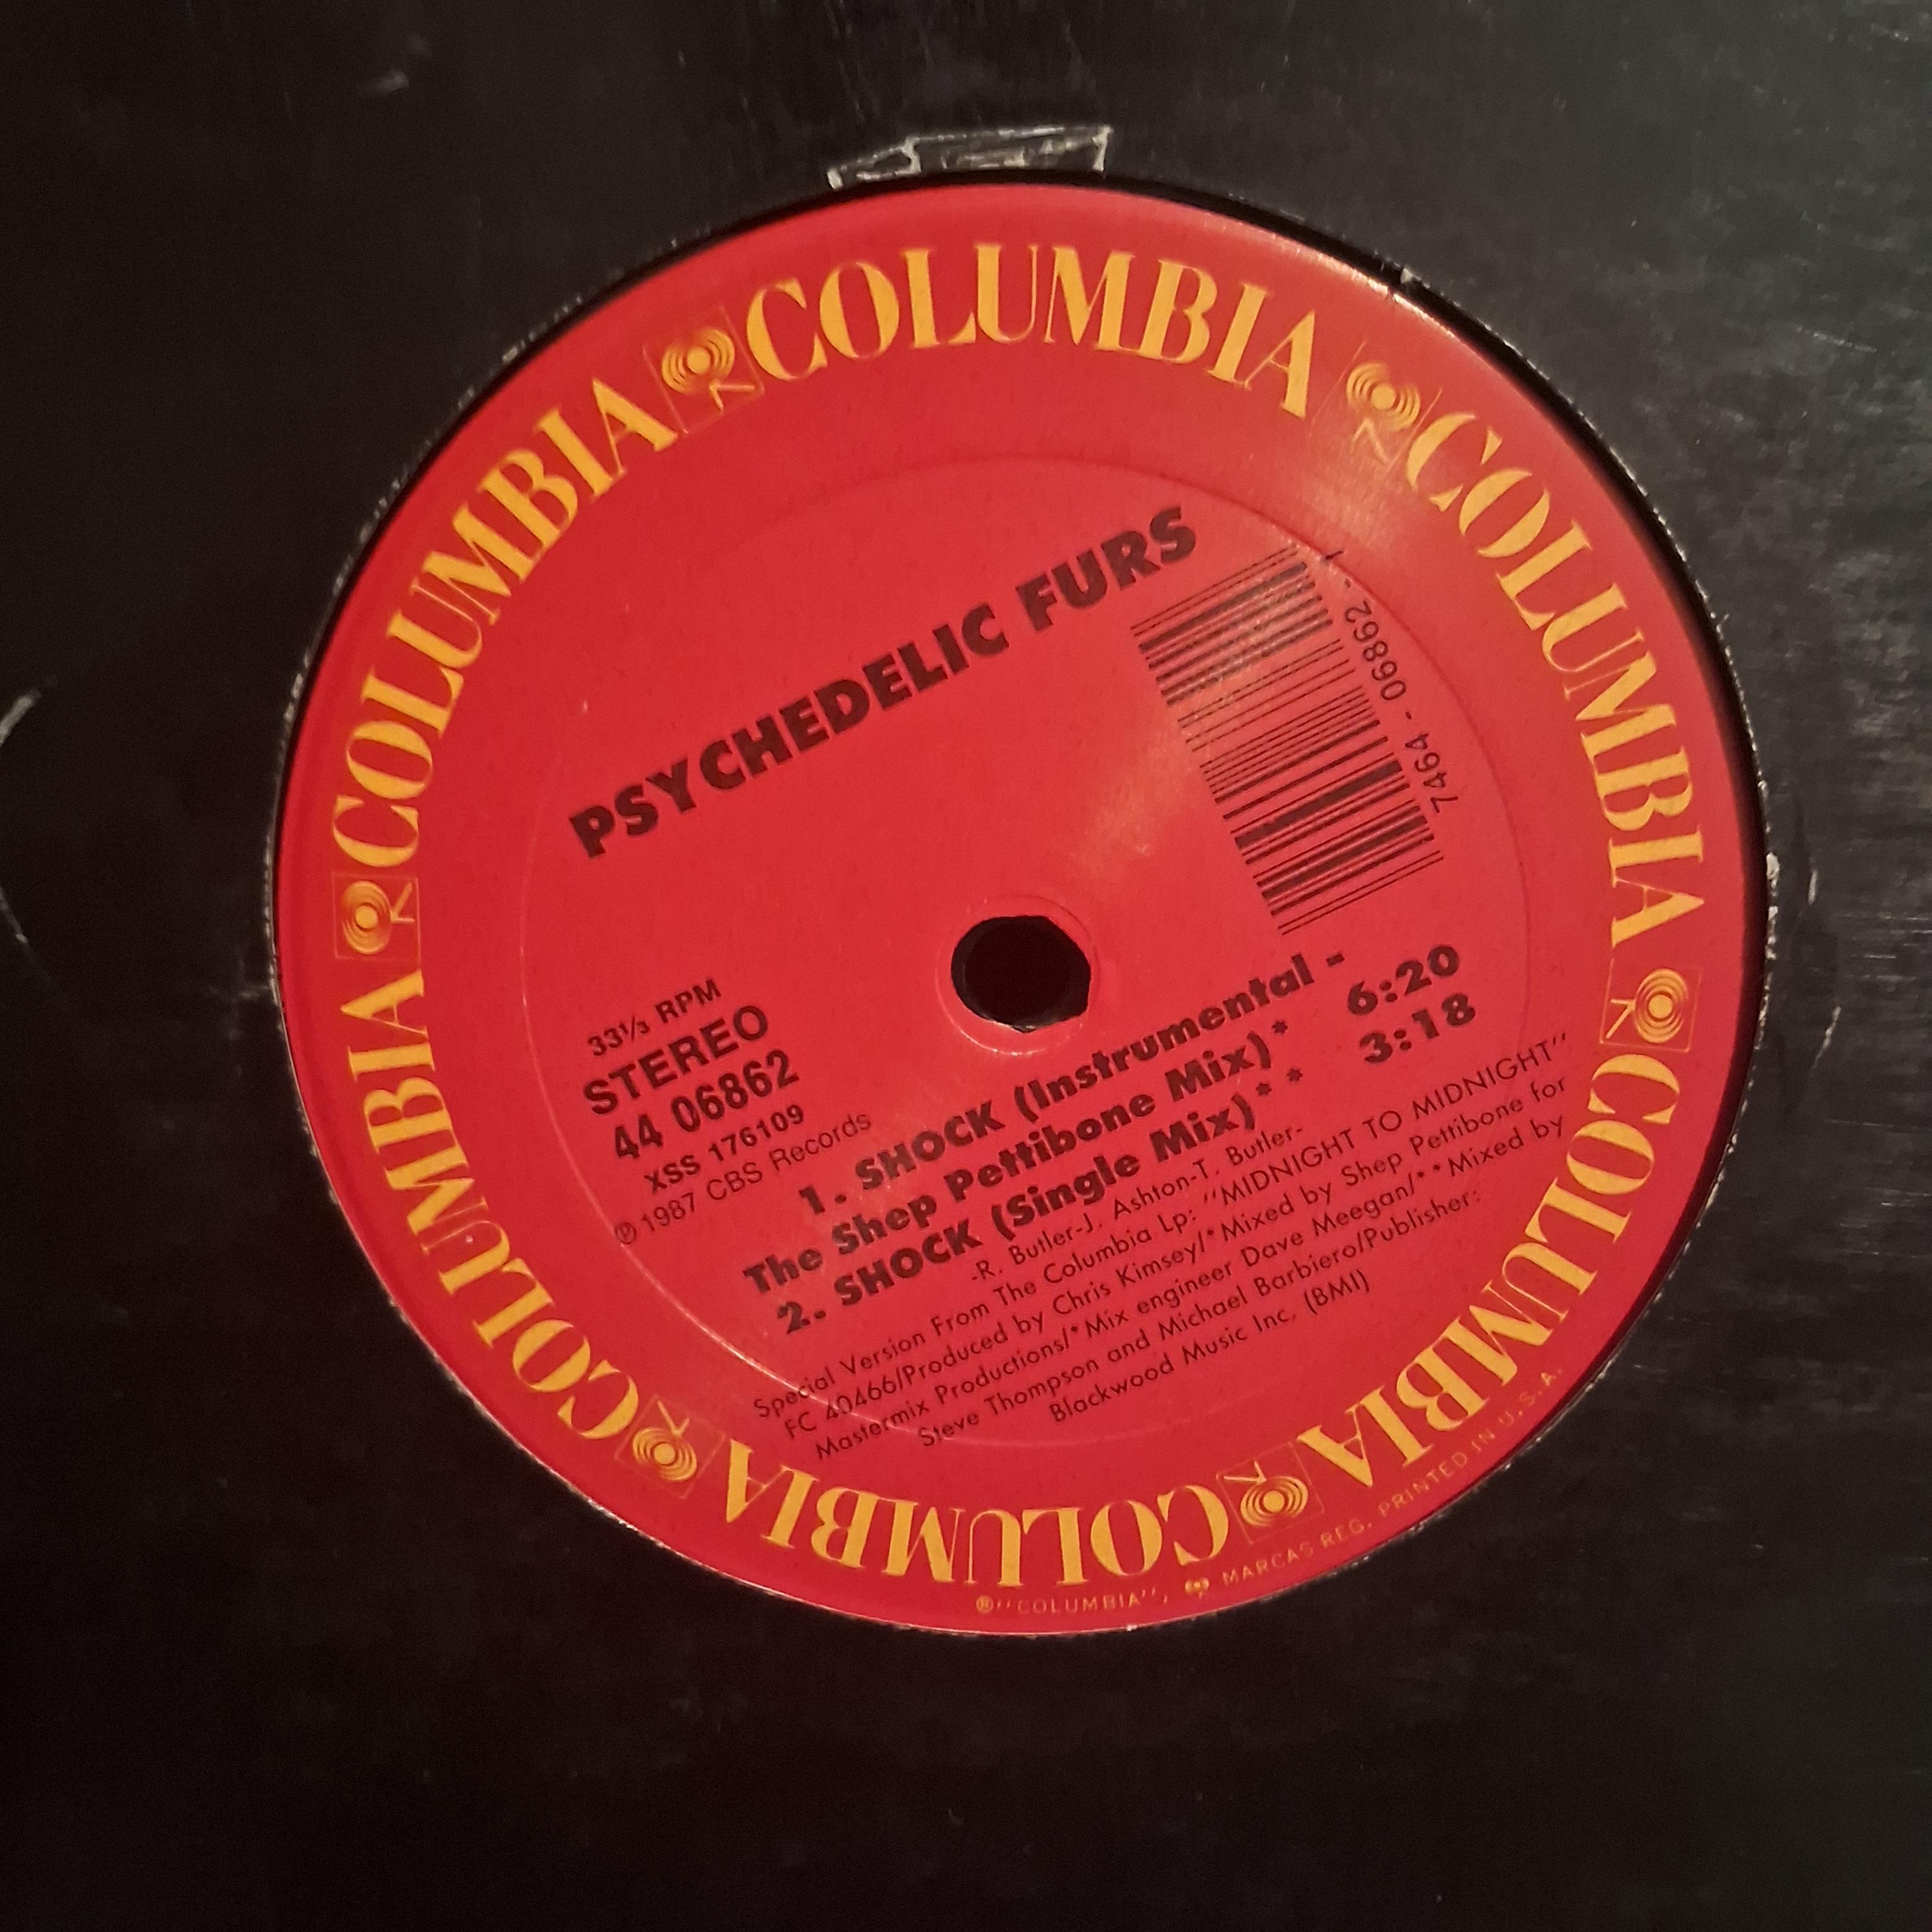 COLUMBIA COLUMBIA COLUMBIA COLUMBIA COLUMBIA COLUMBIA
PSYCHEDELIC FURS
7464-06862-1
33⅓ RPM
STEREO
44 06862
XSS 176109
℗ 1987 CBS Records
1. SHOCK (Instrumental -
The Shep Pettibone Mix)* 6:20
2. SHOCK (Single Mix)** 3:18
-R. Butler-J. Ashton-T. Butler-
Special Version From The Columbia Lp: "MIDNIGHT TO MIDNIGHT"
FC 40466/Produced by Chris Kimsey/*Mixed by Shep Pettibone for
Mastermix Productions/*Mix engineer Dave Meegan/**Mixed by
Steve Thompson and Michael Barbiero/Publisher:
Blackwood Music Inc. (BMI)
®"COLUMBIA", MARCAS REG. PRINTED IN U.S.A.